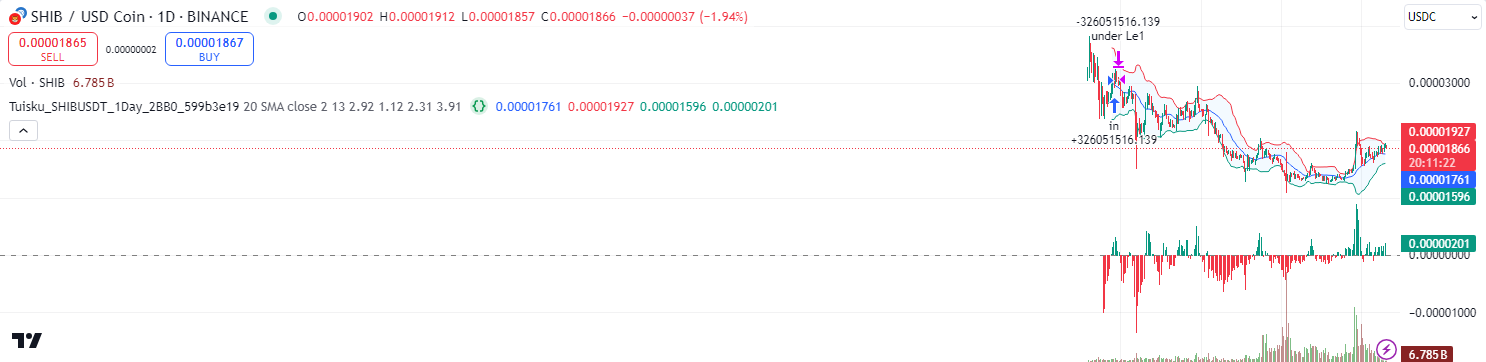 SHIB / USD Coin · 1D · BINANCE O0.00001902 H0.00001912 L0.00001857 C0.00001866 −0.00000037 (−1.94%)
0.00001865 0.00000002 0.00001867
SELL BUY
Vol · SHIB 6.785 B
Tuisku_SHIBUSDT_1Day_2BB0_599b3e19 20 SMA close 2 13 2.92 1.12 2.31 3.91 {} 0.00001761 0.00001927 0.00001596 0.00000201
-326051516.139
under Le1
in
+326051516.139
USDC
0.00003000
0.00001927
0.00001866
20:11:22
0.00001761
0.00001596
0.00000201
0.00000000
−0.00001000
6.785 B